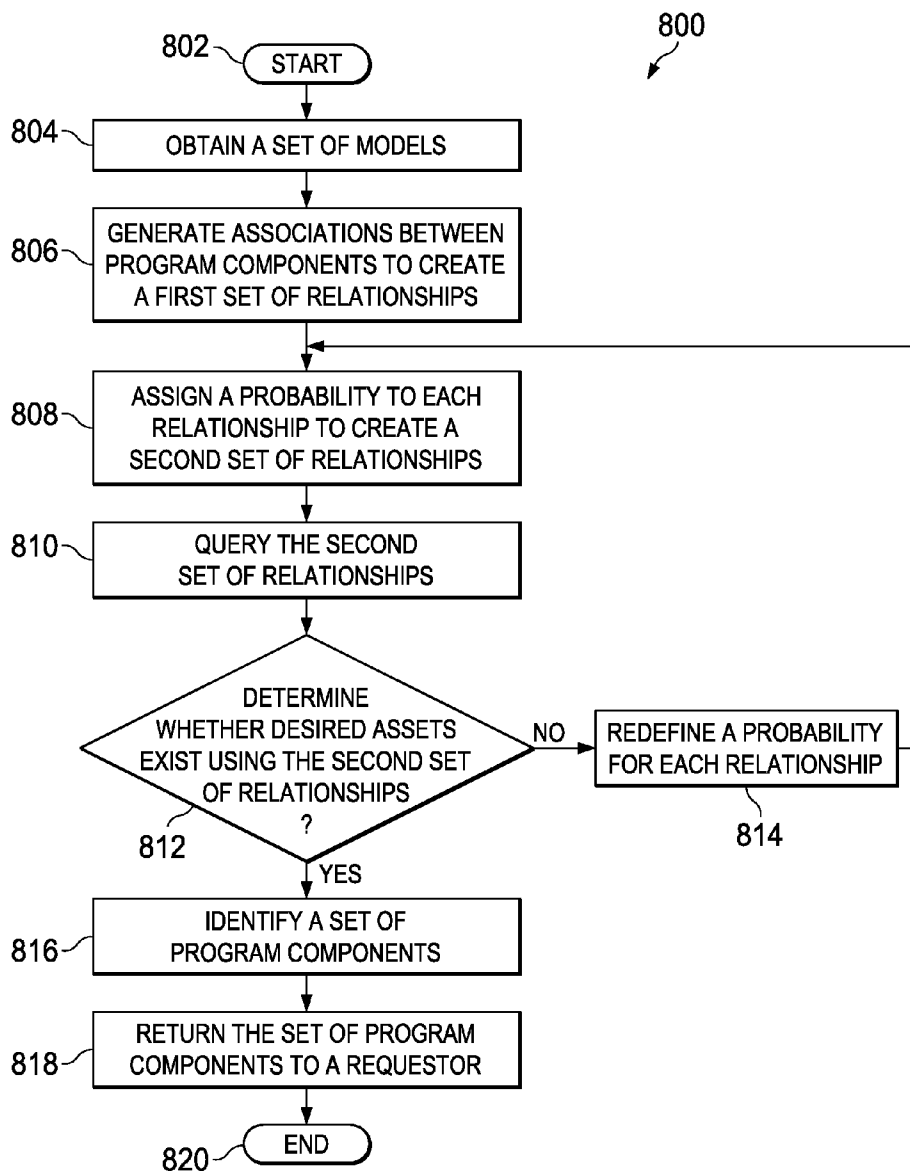 800
802
START
804
OBTAIN A SET OF MODELS
806
GENERATE ASSOCIATIONS BETWEEN
PROGRAM COMPONENTS TO CREATE
A FIRST SET OF RELATIONSHIPS
808
ASSIGN A PROBABILITY TO EACH
RELATIONSHIP TO CREATE A
SECOND SET OF RELATIONSHIPS
810
QUERY THE SECOND
SET OF RELATIONSHIPS
DETERMINE
WHETHER DESIRED ASSETS
EXIST USING THE SECOND SET
OF RELATIONSHIPS
?
812
NO
REDEFINE A PROBABILITY
FOR EACH RELATIONSHIP
814
YES
816
IDENTIFY A SET OF
PROGRAM COMPONENTS
818
RETURN THE SET OF PROGRAM
COMPONENTS TO A REQUESTOR
820
END